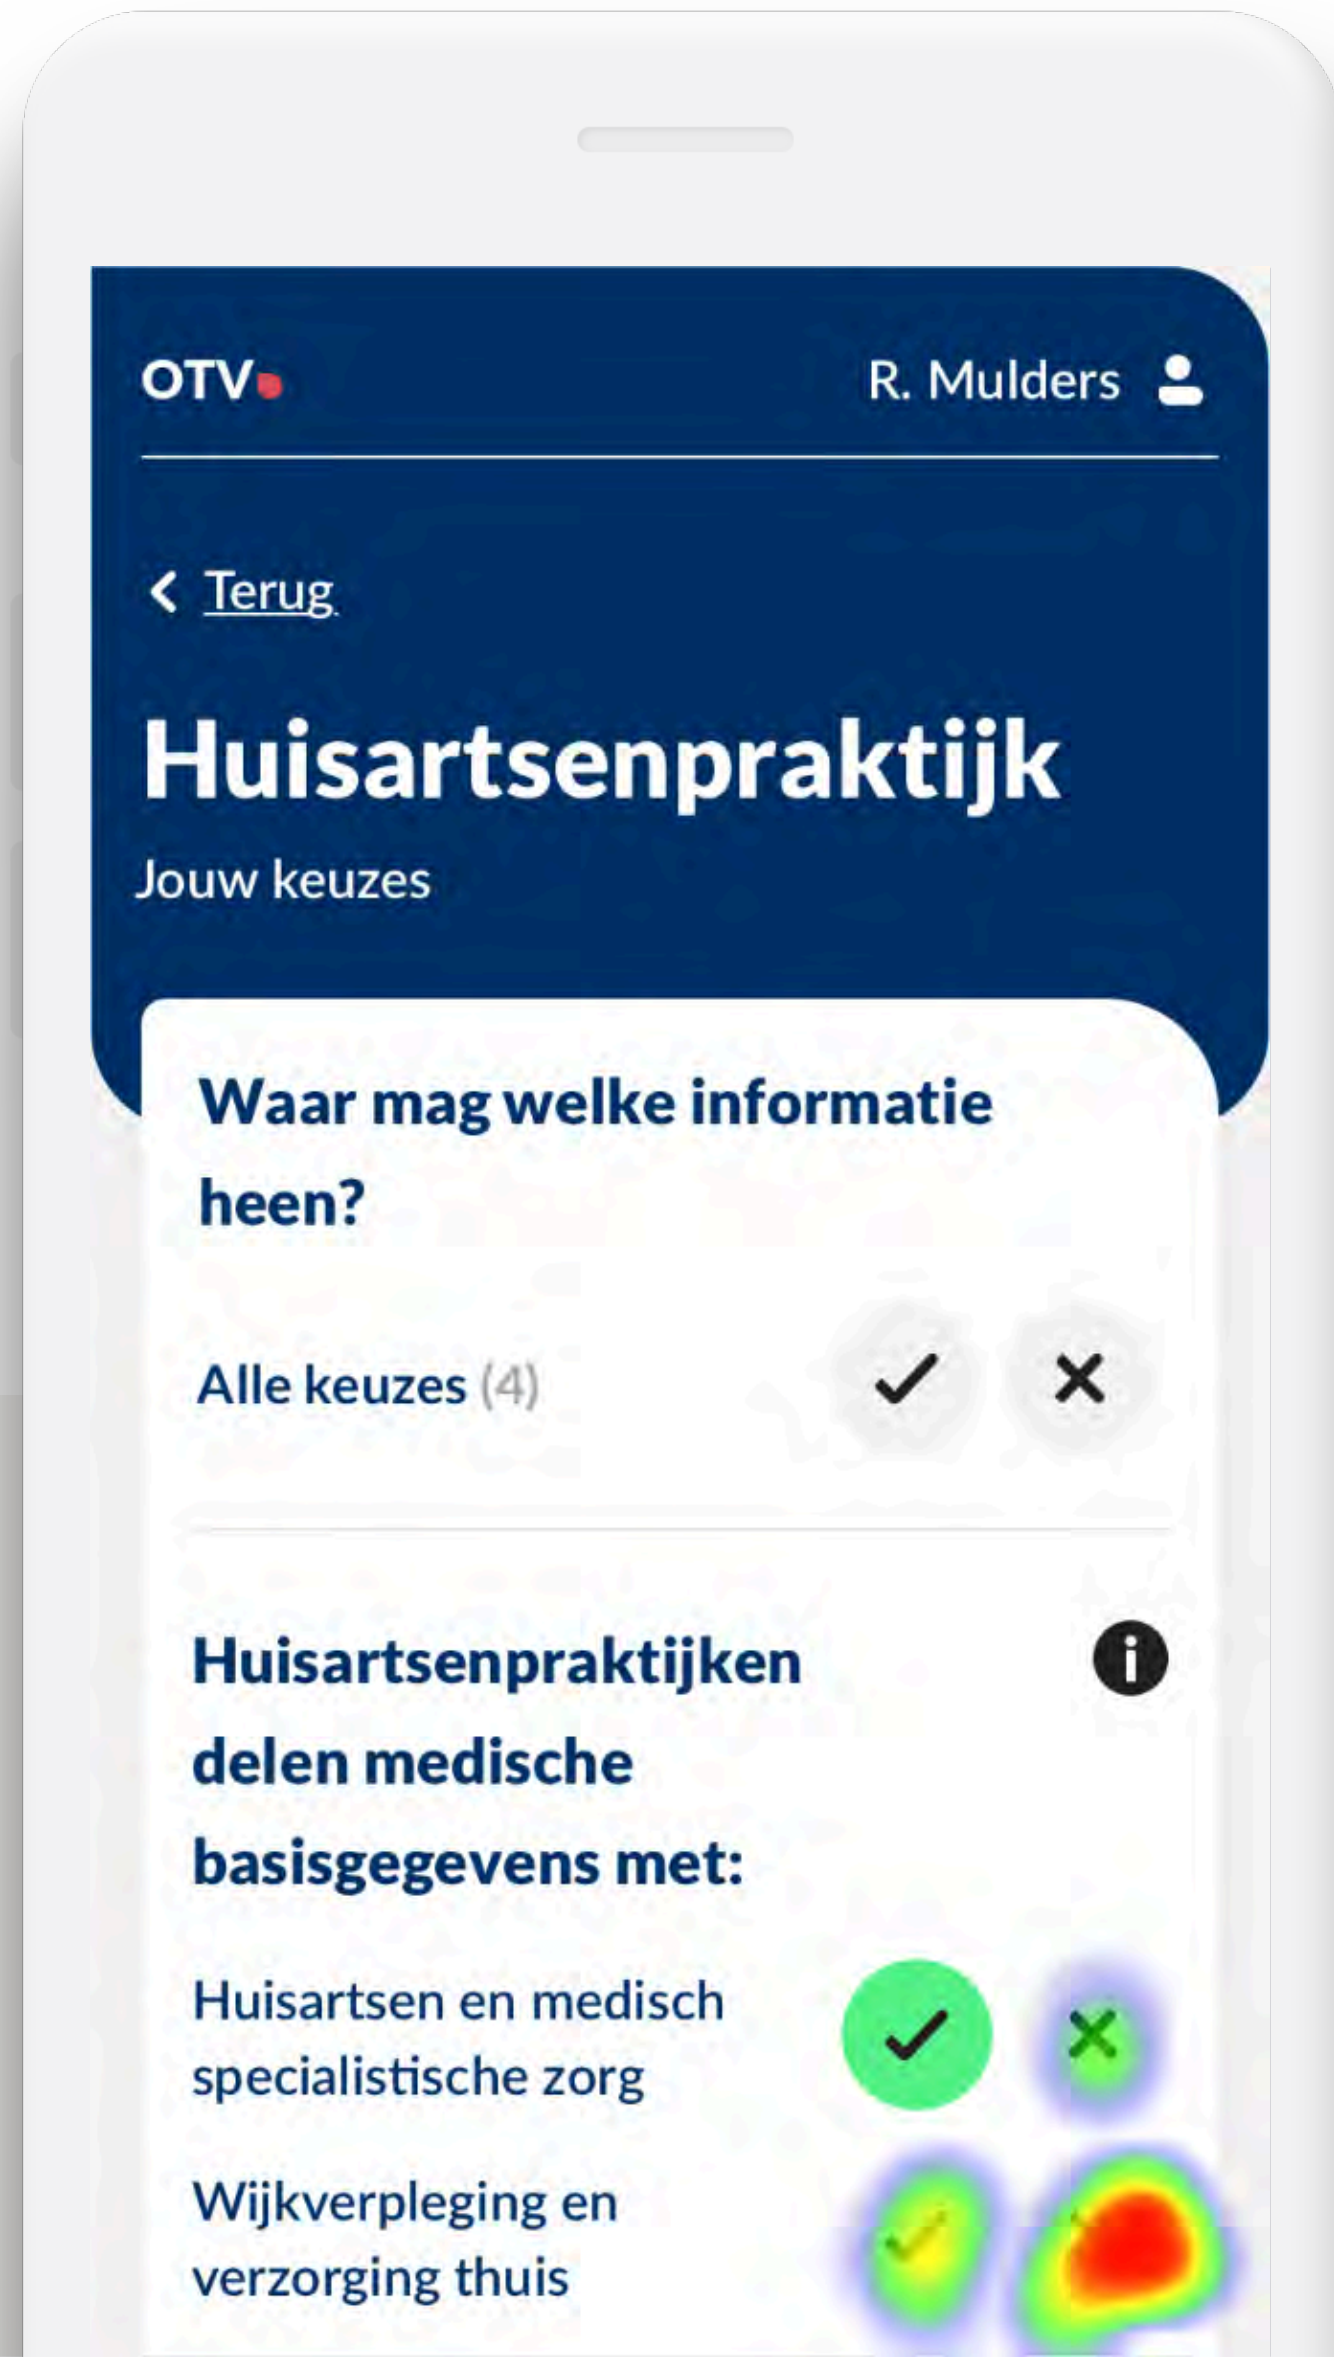 OTV
R. Mulders
Terug
Huisartsenpraktijk
Jouw keuzes
Waar mag welke informatie
heen?
Alle keuzes (4)
Huisartsenpraktijken
delen medische
basisgegevens met:
Huisartsen en medisch
specialistische zorg
Wijkverpleging en
verzorging thuis